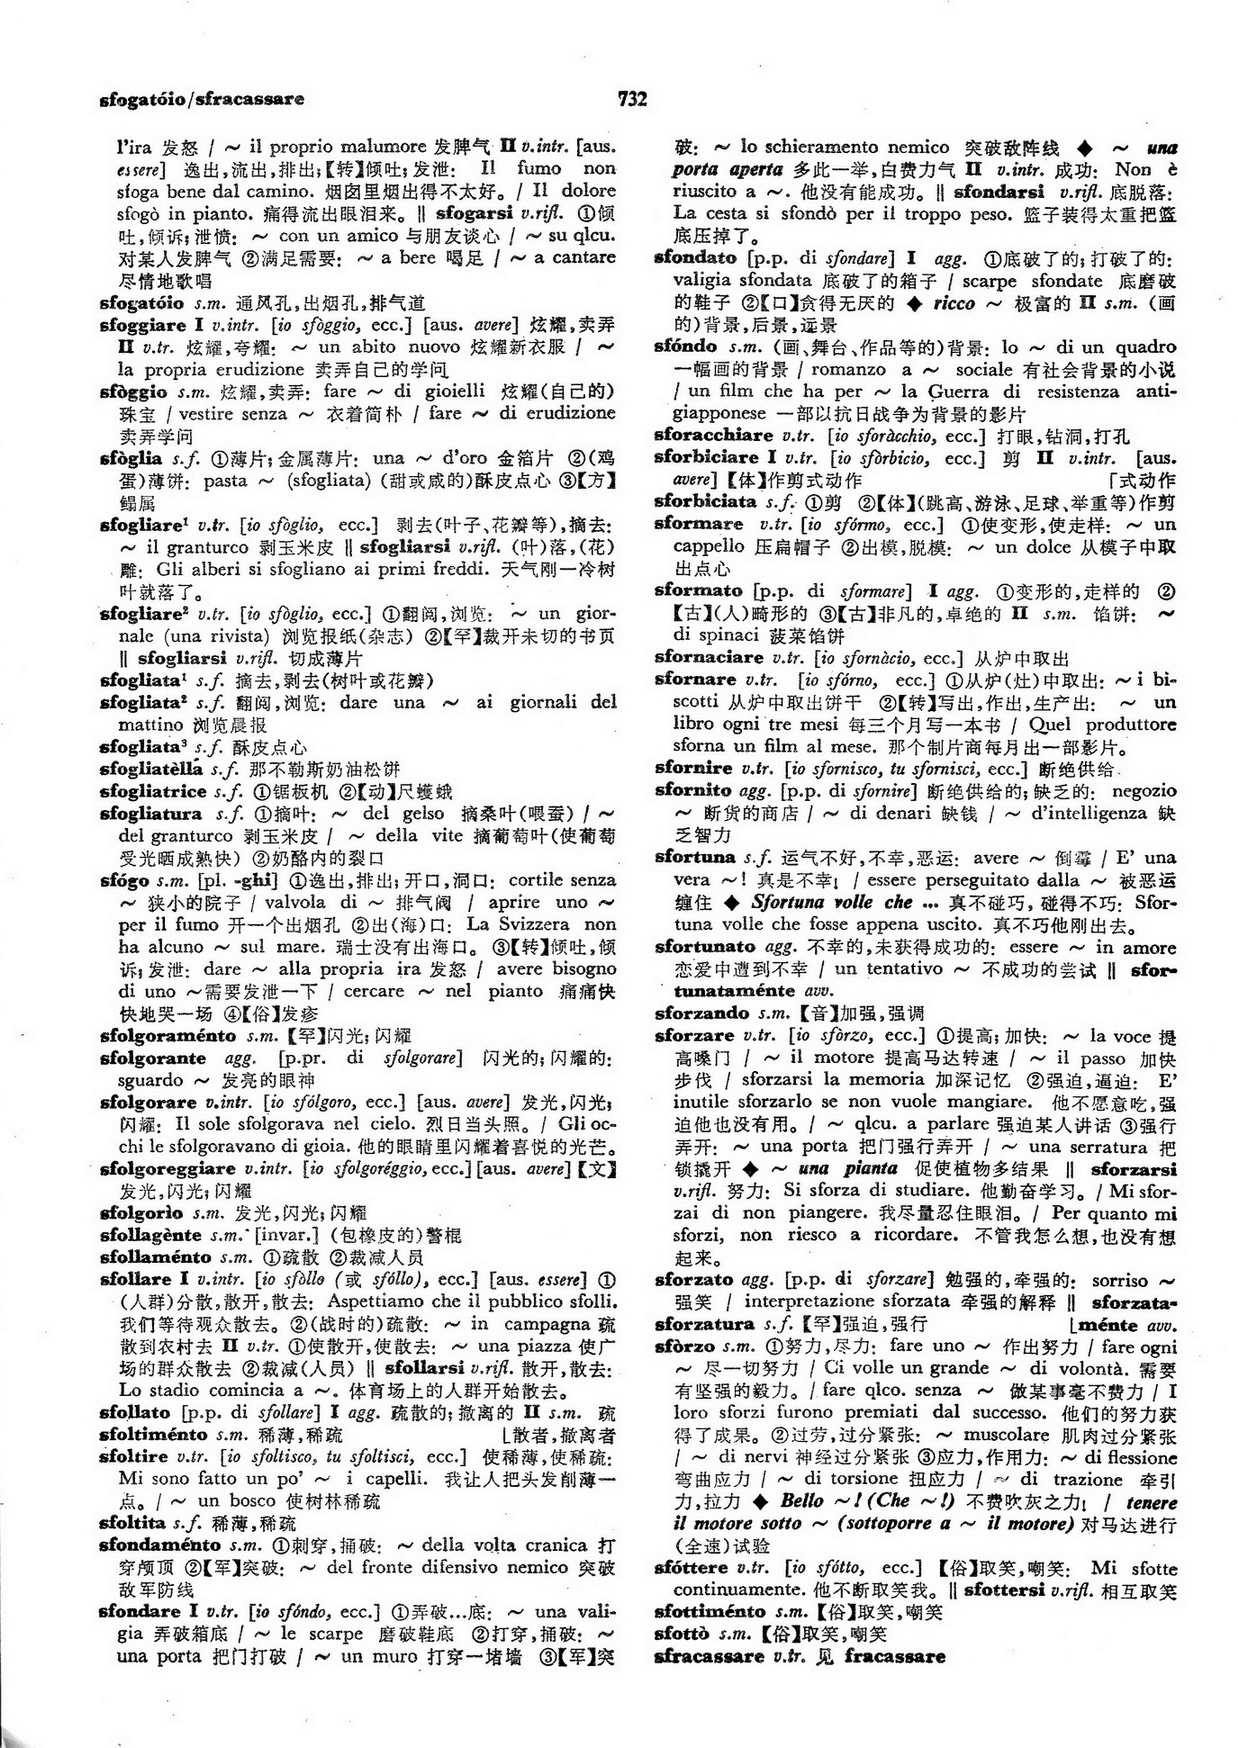 sfogatóio/sfracassare
732
l'ira 发怒 / ～ il proprio malumore 发脾气 II v.intr. [aus.
essere] 逸出,流出,排出;【转】倾吐;发泄: Il fumo non
sfoga bene dal camino. 烟囱里烟出得不太好。/ Il dolore
sfogò in pianto. 痛得流出眼泪来。‖ sfogarsi v.rifl. ①倾
吐,倾诉;泄愤: ～ con un amico 与朋友谈心 / ～ su qlcu.
对某人发脾气 ②满足需要: ～ a bere 喝足 / ～ a cantare
尽情地歌唱
sfogatóio s.m. 通风孔,出烟孔,排气道
sfoggiare I v.intr. [io sfòggio, ecc.] [aus. avere] 炫耀,卖弄
II v.tr. 炫耀,夸耀: ～ un abito nuovo 炫耀新衣服 / ～
la propria erudizione 卖弄自己的学问
sfòggio s.m. 炫耀,卖弄: fare ～ di gioielli 炫耀(自己的)
珠宝 / vestire senza ～ 衣着简朴 / fare ～ di erudizione
卖弄学问
sfòglia s.f. ①薄片;金属薄片: una ～ d'oro 金箔片 ②(鸡
蛋)薄饼: pasta ～ (sfogliata) (甜或咸的)酥皮点心 ③【方】
鳎属
sfogliare¹ v.tr. [io sfòglio, ecc.] 剥去(叶子、花瓣等),摘去:
～ il granturco 剥玉米皮 ‖ sfogliarsi v.rifl. (叶)落,(花)
雕: Gli alberi si sfogliano ai primi freddi. 天气刚一冷树
叶就落了。
sfogliare² v.tr. [io sfòglio, ecc.] ①翻阅,浏览: ～ un gior-
nale (una rivista) 浏览报纸(杂志) ②【罕】裁开未切的书页
‖ sfogliarsi v.rifl. 切成薄片
sfogliata¹ s.f. 摘去,剥去(树叶或花瓣)
sfogliata² s.f. 翻阅,浏览: dare una ～ ai giornali del
mattino 浏览晨报
sfogliata³ s.f. 酥皮点心
sfogliatèlla s.f. 那不勒斯奶油松饼
sfogliatrice s.f. ①锯板机 ②【动】尺蠖蛾
sfogliatura s.f. ①摘叶: ～ del gelso 摘桑叶(喂蚕) / ～
del granturco 剥玉米皮 / ～ della vite 摘葡萄叶(使葡萄
受光晒成熟快) ②奶酪内的裂口
sfógo s.m. [pl. -ghi] ①逸出,排出;开口,洞口: cortile senza
～ 狭小的院子 / valvola di ～ 排气阀 / aprire uno ～
per il fumo 开一个出烟孔 ②出(海)口: La Svizzera non
ha alcuno ～ sul mare. 瑞士没有出海口。 ③【转】倾吐,倾
诉;发泄: dare ～ alla propria ira 发怒 / avere bisogno
di uno ～需要发泄一下 / cercare ～ nel pianto 痛痛快
快地哭一场 ④【俗】发疹
sfolgoraménto s.m. 【罕】闪光;闪耀
sfolgorante agg. [p.pr. di sfolgorare] 闪光的;闪耀的:
sguardo ～ 发亮的眼神
sfolgorare v.intr. [io sfólgoro, ecc.] [aus. avere] 发光,闪光;
闪耀: Il sole sfolgorava nel cielo. 烈日当头照。/ Gli oc-
chi le sfolgoravano di gioia. 他的眼睛里闪耀着喜悦的光芒。
sfolgoreggiare v.intr. [io sfolgoréggio,ecc.] [aus. avere]【文】
发光,闪光;闪耀
sfolgorìo s.m. 发光,闪光;闪耀
sfollagènte s.m. [invar.] (包橡皮的)警棍
sfollaménto s.m. ①疏散 ②裁减人员
sfollare I v.intr. [io sfòllo (或 sfóllo), ecc.] [aus. essere] ①
(人群)分散,散开,散去: Aspettiamo che il pubblico sfolli.
我们等待观众散去。②(战时的)疏散: ～ in campagna 疏
散到农村去 II v.tr. ①使散开,使散去: ～ una piazza 使广
场的群众散去 ②裁减(人员) ‖ sfollarsi v.rifl. 散开,散去:
Lo stadio comincia a ～. 体育场上的人群开始散去。
sfollato [p.p. di sfollare] I agg. 疏散的;撤离的 II s.m. 疏
sfoltiménto s.m. 稀薄,稀疏 ⌊散者,撤离者
sfoltire v.tr. [io sfoltisco, tu sfoltisci, ecc.] 使稀薄,使稀疏:
Mi sono fatto un po' ～ i capelli. 我让人把头发削薄一
点。/ ～ un bosco 使树林稀疏
sfoltita s.f. 稀薄,稀疏
sfondaménto s.m. ①刺穿,捅破: ～ della volta cranica 打
穿颅顶 ②【军】突破: ～ del fronte difensivo nemico 突破
敌军防线
sfondare I v.tr. [io sfóndo, ecc.] ①弄破…底: ～ una vali-
gia 弄破箱底 / ～ le scarpe 磨破鞋底 ②打穿,捅破: ～
una porta 把门打破 / ～ un muro 打穿一堵墙 ③【军】突
破: ～ lo schieramento nemico 突破敌阵线 ◆ ～ una
porta aperta 多此一举,白费力气 II v.intr. 成功: Non è
riuscito a ～. 他没有能成功。‖ sfondarsi v.rifl. 底脱落:
La cesta si sfondò per il troppo peso. 篮子装得太重把篮
底压掉了。
sfondato [p.p. di sfondare] I agg. ①底破了的;打破了的:
valigia sfondata 底破了的箱子 / scarpe sfondate 底磨破
的鞋子 ②【口】贪得无厌的 ◆ ricco ～ 极富的 II s.m. (画
的)背景,后景,远景
sfóndo s.m. (画、舞台、作品等的)背景: lo ～ di un quadro
一幅画的背景 / romanzo a ～ sociale 有社会背景的小说
/ un film che ha per ～ la Guerra di resistenza anti-
giapponese 一部以抗日战争为背景的影片
sforacchiare v.tr. [io sforàcchio, ecc.] 打眼,钻洞,打孔
sforbiciare I v.tr. [io sfòrbicio, ecc.] 剪 II v.intr. [aus.
avere]【体】作剪式动作 ⌈式动作
sforbiciata s.f. ①剪 ②【体】(跳高、游泳、足球、举重等)作剪
sformare v.tr. [io sfórmo, ecc.] ①使变形,使走样: ～ un
cappello 压扁帽子 ②出模,脱模: ～ un dolce 从模子中取
出点心
sformato [p.p. di sformare] I agg. ①变形的,走样的 ②
【古】(人)畸形的 ③【古】非凡的,卓绝的 II s.m. 馅饼: ～
di spinaci 菠菜馅饼
sfornaciare v.tr. [io sfornàcio, ecc.] 从炉中取出
sfornare v.tr. [io sfórno, ecc.] ①从炉(灶)中取出: ～ i bi-
scotti 从炉中取出饼干 ②【转】写出,作出,生产出: ～ un
libro ogni tre mesi 每三个月写一本书 / Quel produttore
sforna un film al mese. 那个制片商每月出一部影片。
sfornire v.tr. [io sfornisco, tu sfornisci, ecc.] 断绝供给
sfornito agg. [p.p. di sfornire] 断绝供给的;缺乏的: negozio
～ 断货的商店 / ～ di denari 缺钱 / ～ d'intelligenza 缺
乏智力
sfortuna s.f. 运气不好,不幸,恶运: avere ～ 倒霉 / E' una
vera ～! 真是不幸! / essere perseguitato dalla ～ 被恶运
缠住 ◆ Sfortuna volle che … 真不碰巧, 碰得不巧: Sfor-
tuna volle che fosse appena uscito. 真不巧他刚出去。
sfortunato agg. 不幸的,未获得成功的: essere ～ in amore
恋爱中遭到不幸 / un tentativo ～ 不成功的尝试 ‖ sfor-
tunataménte avv.
sforzando s.m. 【音】加强,强调
sforzare v.tr. [io sfòrzo, ecc.] ①提高;加快: ～ la voce 提
高嗓门 / ～ il motore 提高马达转速 / ～ il passo 加快
步伐 / sforzarsi la memoria 加深记忆 ②强迫,逼迫: E'
inutile sforzarlo se non vuole mangiare. 他不愿意吃,强
迫他也没有用。/ ～ qlcu. a parlare 强迫某人讲话 ③强行
弄开: ～ una porta 把门强行弄开 / ～ una serratura 把
锁撬开 ◆ ～ una pianta 促使植物多结果 ‖ sforzarsi
v.rifl. 努力: Si sforza di studiare. 他勤奋学习。/ Mi sfor-
zai di non piangere. 我尽量忍住眼泪。/ Per quanto mi
sforzi, non riesco a ricordare. 不管我怎么想,也没有想
起来。
sforzato agg. [p.p. di sforzare] 勉强的,牵强的: sorriso ～
强笑 / interpretazione sforzata 牵强的解释 ‖ sforzata-
sforzatura s.f. 【罕】强迫,强行 ⌊ménte avv.
sfòrzo s.m. ①努力,尽力: fare uno ～ 作出努力 / fare ogni
～ 尽一切努力 / Ci volle un grande ～ di volontà. 需要
有坚强的毅力。/ fare qlco. senza ～ 做某事毫不费力 / I
loro sforzi furono premiati dal successo. 他们的努力获
得了成果。②过劳,过分紧张: ～ muscolare 肌肉过分紧张
/ ～ di nervi 神经过分紧张 ③应力,作用力: ～ di flessione
弯曲应力 / ～ di torsione 扭应力 / ～ di trazione 牵引
力,拉力 ◆ Bello ～! (Che ～!) 不费吹灰之力! / tenere
il motore sotto ～ (sottoporre a ～ il motore) 对马达进行
(全速)试验
sfóttere v.tr. [io sfótto, ecc.] 【俗】取笑,嘲笑: Mi sfotte
continuamente. 他不断取笑我。‖ sfottersi v.rifl. 相互取笑
sfottiménto s.m. 【俗】取笑,嘲笑
sfottò s.m. 【俗】取笑,嘲笑
sfracassare v.tr. 见 fracassare